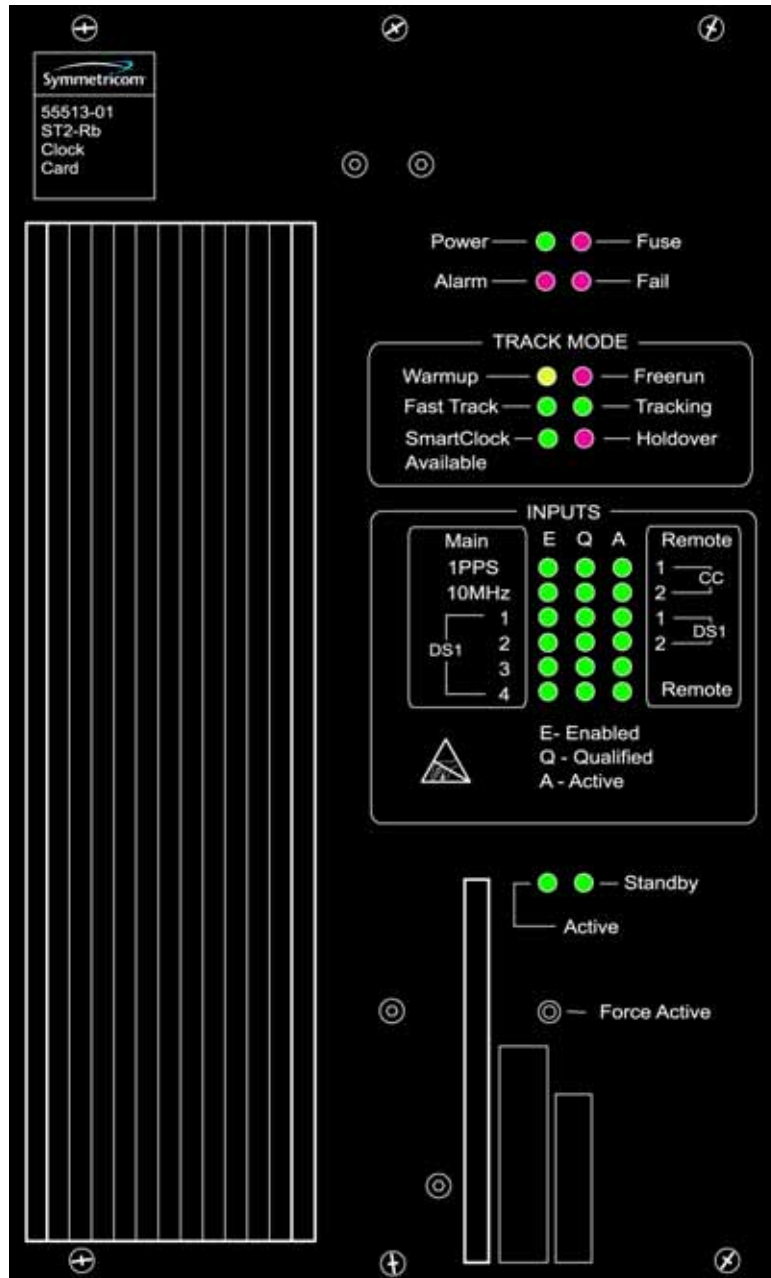 Symmetricom
55513-01
ST2-Rb
Clock
Card
Power Fuse
Alarm Fail
TRACK MODE
Warmup Freerun
Fast Track Tracking
SmartClock Holdover
Available
INPUTS
Main E Q A Remote
1PPS 1
CC
10MHz 2
1 1
DS1
DS1 2 2
3
4 Remote
E- Enabled
Q - Qualified
A - Active
Standby
Active
Force Active